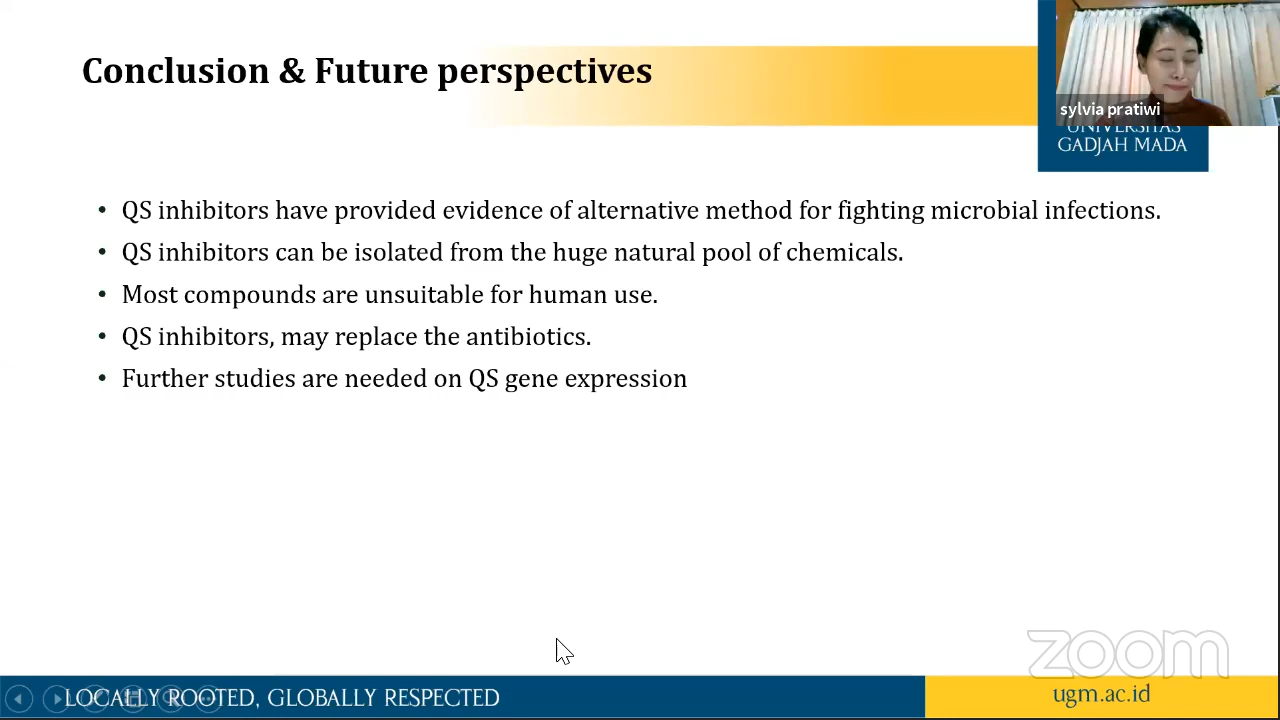 Conclusion & Future perspectives
sylvia pratiwi
UNIVERSITAS
GADJAH MADA
• QS inhibitors have provided evidence of alternative method for fighting microbial infections.
• QS inhibitors can be isolated from the huge natural pool of chemicals.
• Most compounds are unsuitable for human use.
• QS inhibitors, may replace the antibiotics.
• Further studies are needed on QS gene expression
zoom
LOCALLY ROOTED, GLOBALLY RESPECTED
ugm.ac.id